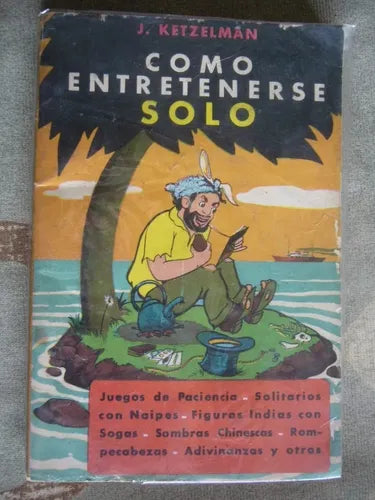 J. KETZELMAN
COMO
ENTRETENERSE
SOLO
Juegos de Paciencia - Solitarios
con Naipes - Figuras Indias con
Sogas - Sombras Chinescas - Rom-
pecabezas - Adivinanzas y otros